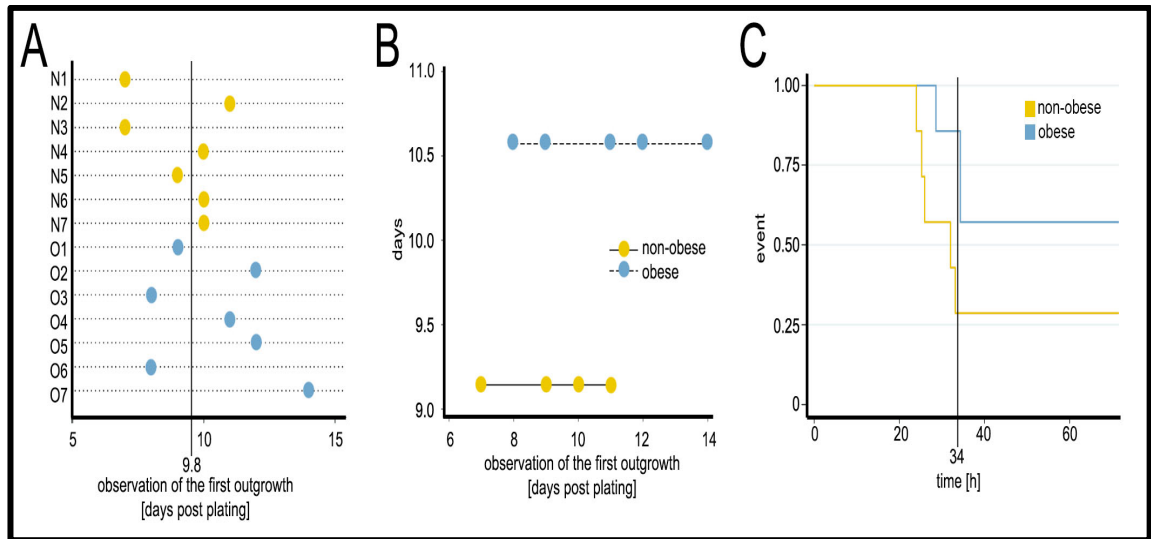 A
N1
N2
N3
N4
N5
N6
N7
O1
O2
O3
O4
O5
O6
O7
5
10
15
9.8
observation of the first outgrowth
[days post plating]
B
11.0
10.5
10.0
9.5
9.0
days
non-obese
obese
6
8
10
12
14
observation of the first outgrowth
[days post plating]
C
1.00
0.75
0.50
0.25
0
event
non-obese
obese
0
20
40
60
34
time [h]